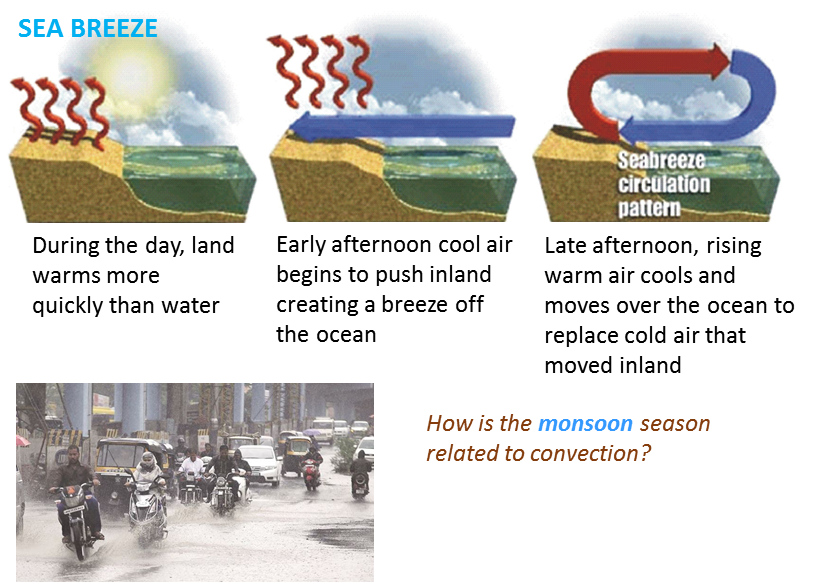 SEA BREEZE
Seabreeze
circulation
pattern
During the day, land
warms more
quickly than water
Early afternoon cool air
begins to push inland
creating a breeze off
the ocean
Late afternoon, rising
warm air cools and
moves over the ocean to
replace cold air that
moved inland
How is the monsoon season
related to convection?